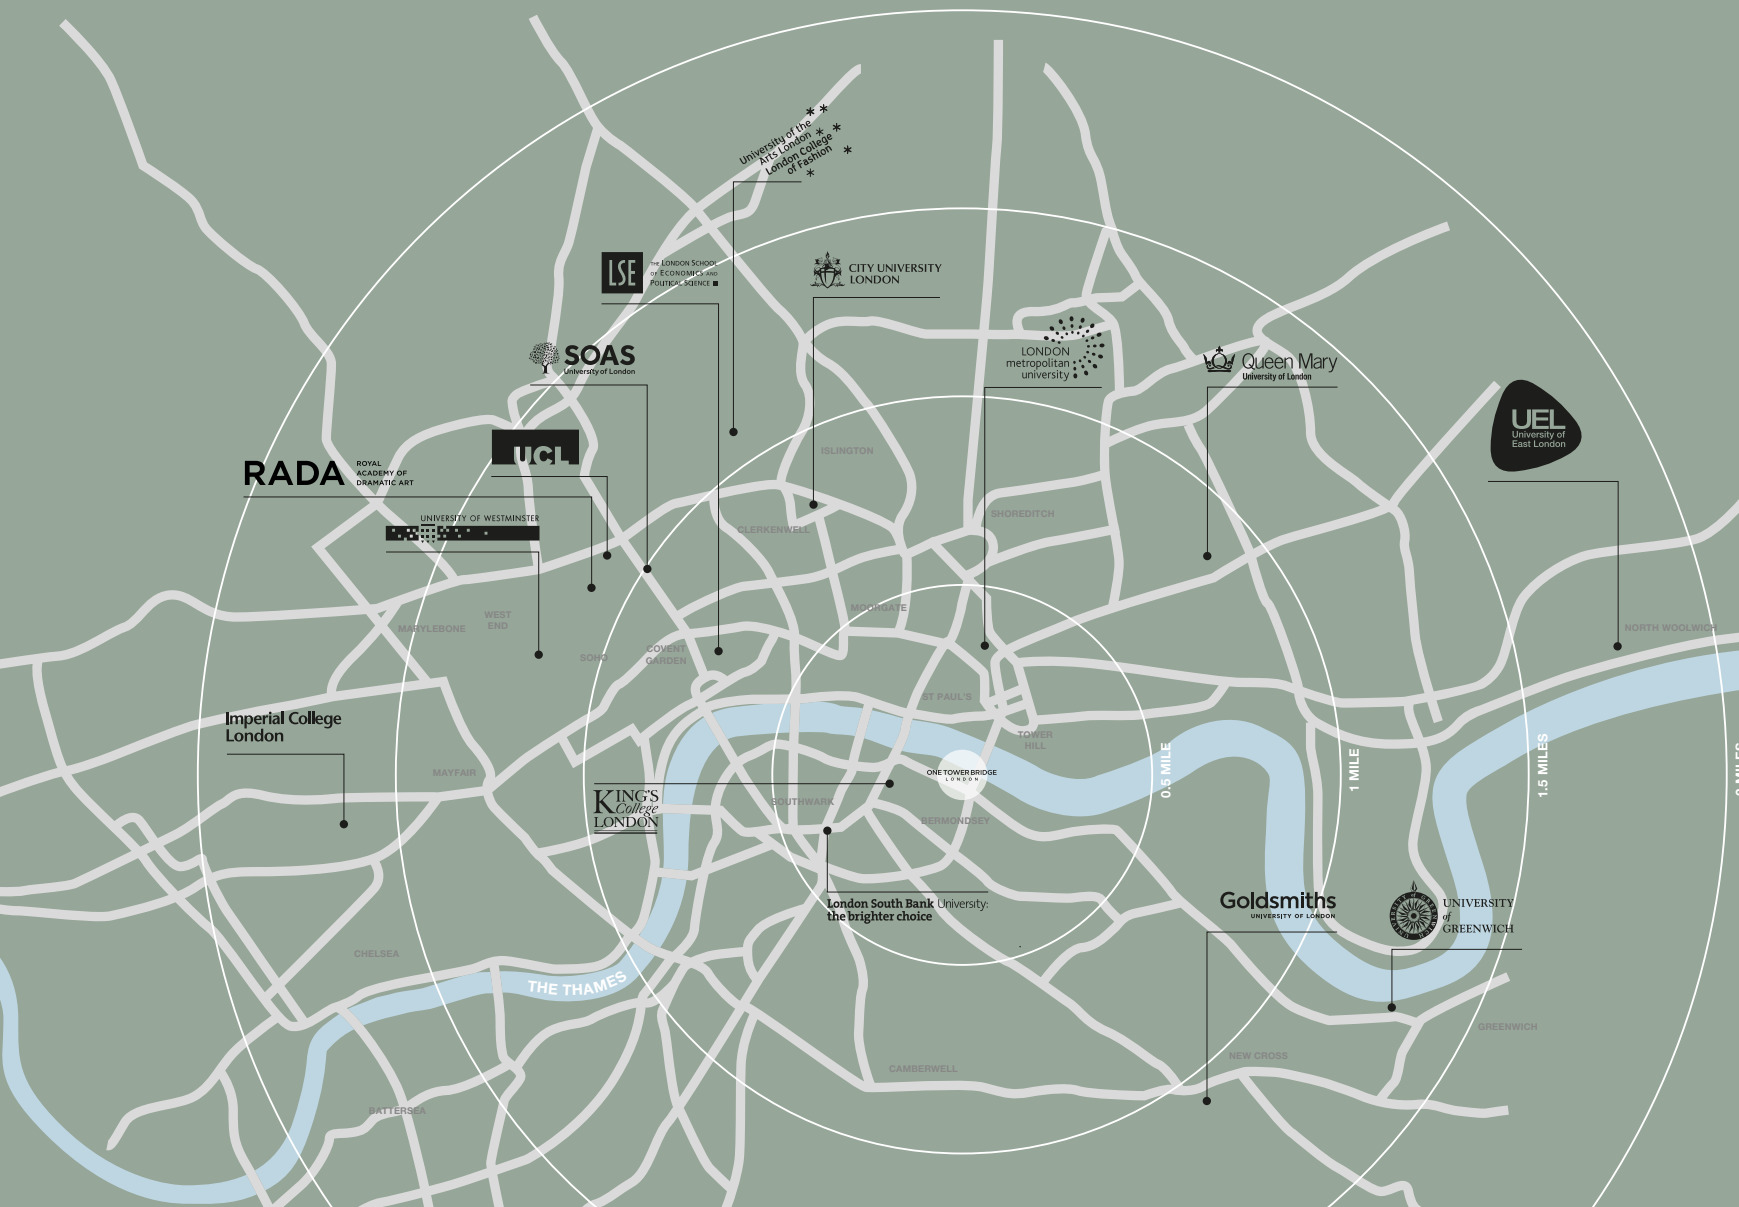 University of the
Arts London
London College
of Fashion
LSE
THE LONDON SCHOOL
OF ECONOMICS AND
POLITICAL SCIENCE
CITY UNIVERSITY
LONDON
SOAS
University of London
LONDON
metropolitan
university
Queen Mary
University of London
UEL
University of
East London
UCL
RADA
ROYAL
ACADEMY OF
DRAMATIC ART
UNIVERSITY OF WESTMINSTER
ISLINGTON
SHOREDITCH
CLERKENWELL
MOORGATE
WEST
END
MARYLEBONE
SOHO
COVENT
GARDEN
NORTH WOOLWICH
ST PAUL'S
TOWER
HILL
Imperial College
London
MAYFAIR
ONE TOWER BRIDGE
LONDON
0.5 MILE
1 MILE
1.5 MILES
2 MILES
KING'S
College
LONDON
SOUTHWARK
BERMONDSEY
London South Bank University:
the brighter choice
Goldsmiths
UNIVERSITY OF LONDON
UNIVERSITY
of
GREENWICH
CHELSEA
THE THAMES
GREENWICH
NEW CROSS
CAMBERWELL
BATTERSEA